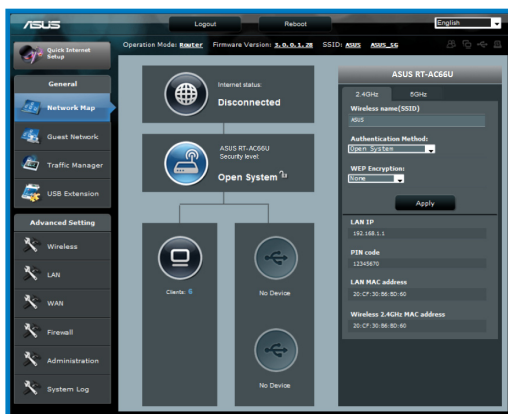 ASUS
Logout
Reboot
English
Quick Internet Setup
Operation Mode: Router Firmware Version: 3.0.0.1.28 SSID: ASUS ASUS_5G
General
Network Map
Guest Network
Traffic Manager
USB Extension
Advanced Setting
Wireless
LAN
WAN
Firewall
Administration
System Log
Internet status:
Disconnected
ASUS RT-AC66U
Security level:
Open System
Clients: 6
No Device
No Device
ASUS RT-AC66U
2.4GHz
5GHz
Wireless name(SSID)
ASUS
Authentication Method:
Open System
WEP Encryption:
None
Apply
LAN IP
192.168.1.1
PIN code
12345670
LAN MAC address
20:CF:30:B6:BD:60
Wireless 2.4GHz MAC address
20:CF:30:B6:BD:60